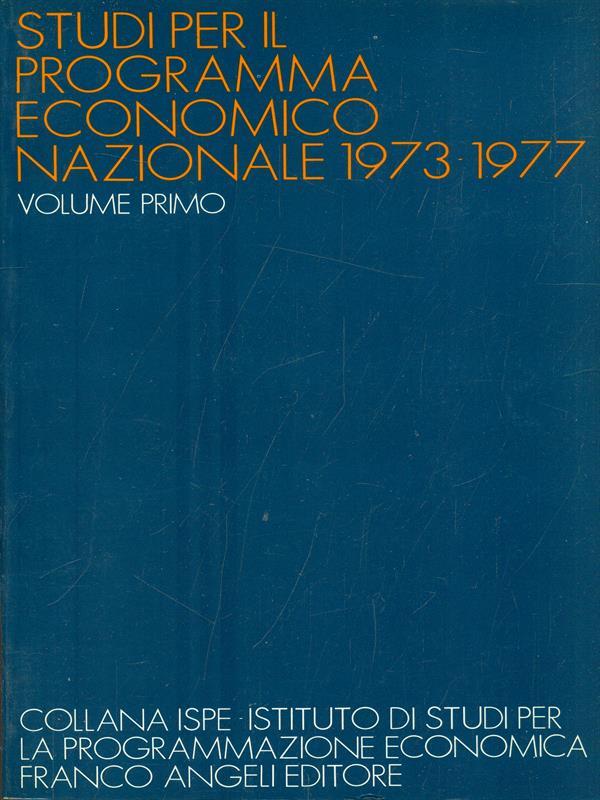 STUDI PER IL
PROGRAMMA
ECONOMICO
NAZIONALE 1973-1977
VOLUME PRIMO
COLLANA ISPE - ISTITUTO DI STUDI PER
LA PROGRAMMAZIONE ECONOMICA
FRANCO ANGELI EDITORE